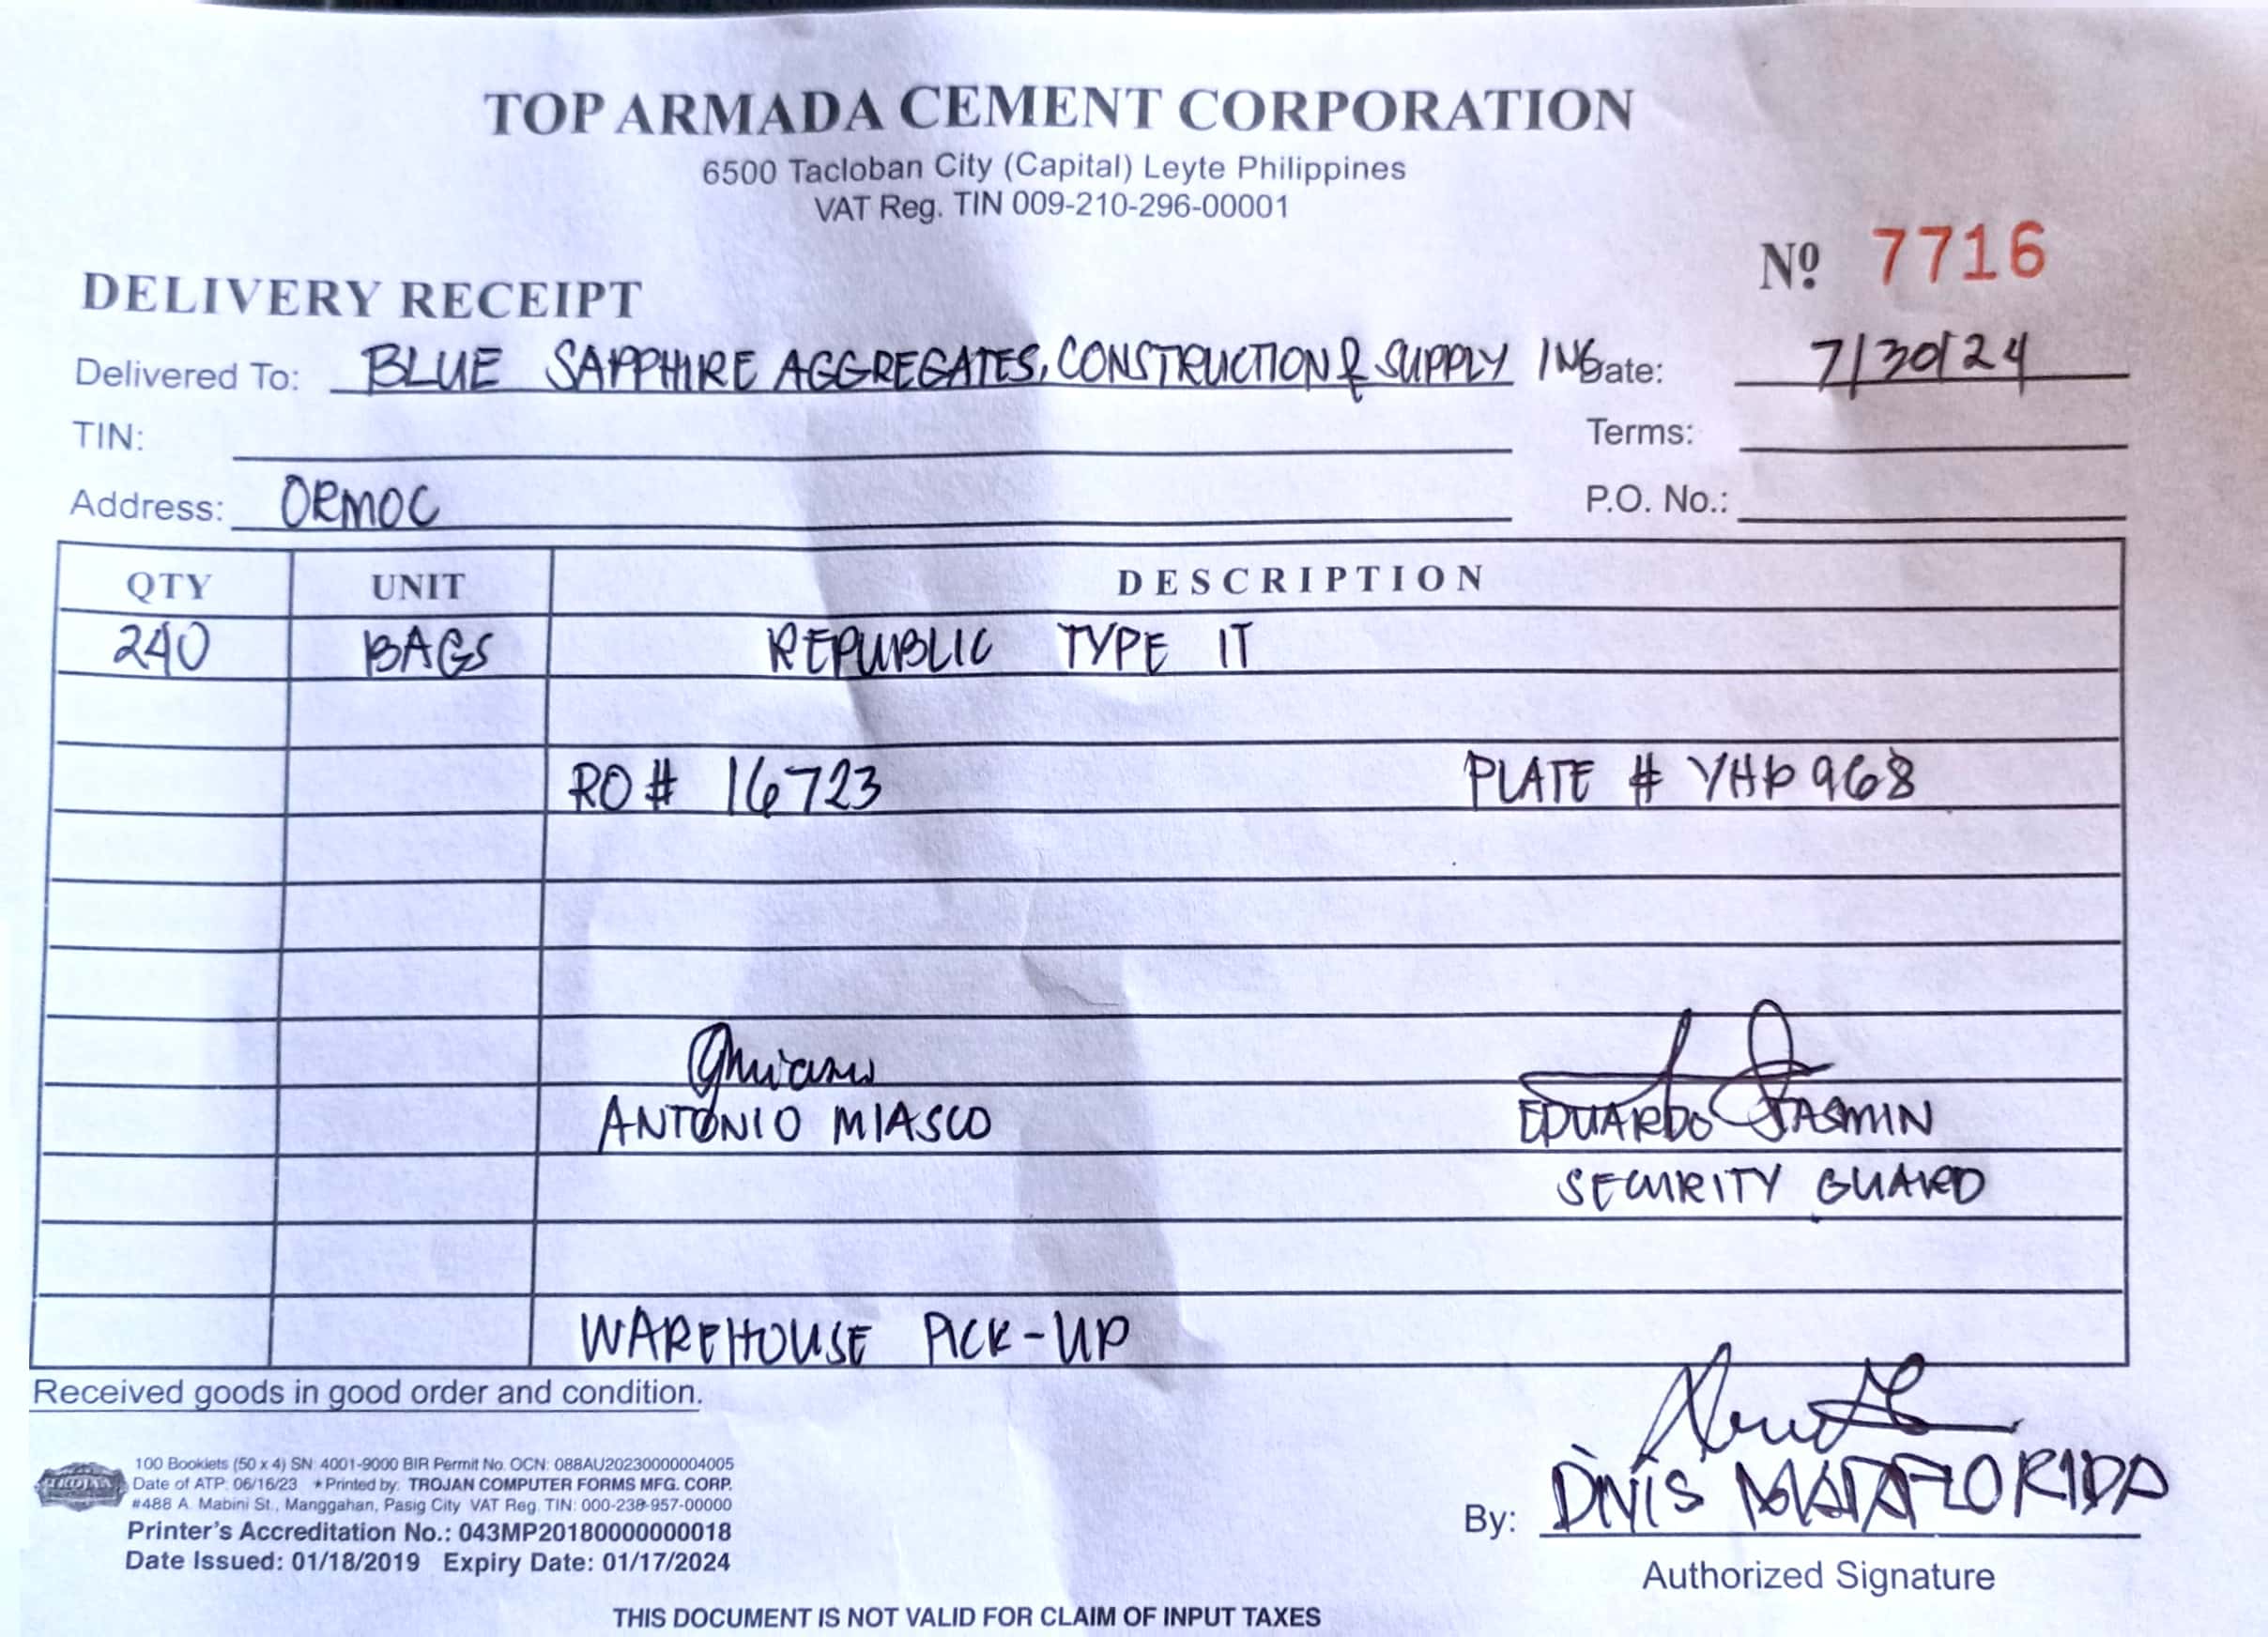 TOP ARMADA CEMENT CORPORATION
6500 Tacloban City (Capital) Leyte Philippines
VAT Reg. TIN 009-210-296-00001
Nº 7716
DELIVERY RECEIPT
Delivered To: BLUE SAPPHIRE AGGREGATES, CONSTRUCTION & SUPPLY INC Date: 7/30/24
TIN: Terms:
Address: ORMOC P.O. No.:
QTY UNIT DESCRIPTION
240 BAGS REPUBLIC TYPE IT
RO # 16723 PLATE # YHP968
ANTONIO MIASCO EDUARDO JASMIN
SECURITY GUARD
WAREHOUSE PICK-UP
Received goods in good order and condition.
TROJAN
100 Booklets (50 x 4) SN: 4001-9000 BIR Permit No. OCN: 088AU20230000004005
Date of ATP: 06/16/23 ★Printed by: TROJAN COMPUTER FORMS MFG. CORP.
#488 A. Mabini St., Manggahan, Pasig City VAT Reg. TIN: 000-238-957-00000
Printer's Accreditation No.: 043MP20180000000018
Date Issued: 01/18/2019 Expiry Date: 01/17/2024
By: DINIS MATAFLORIDA
Authorized Signature
THIS DOCUMENT IS NOT VALID FOR CLAIM OF INPUT TAXES